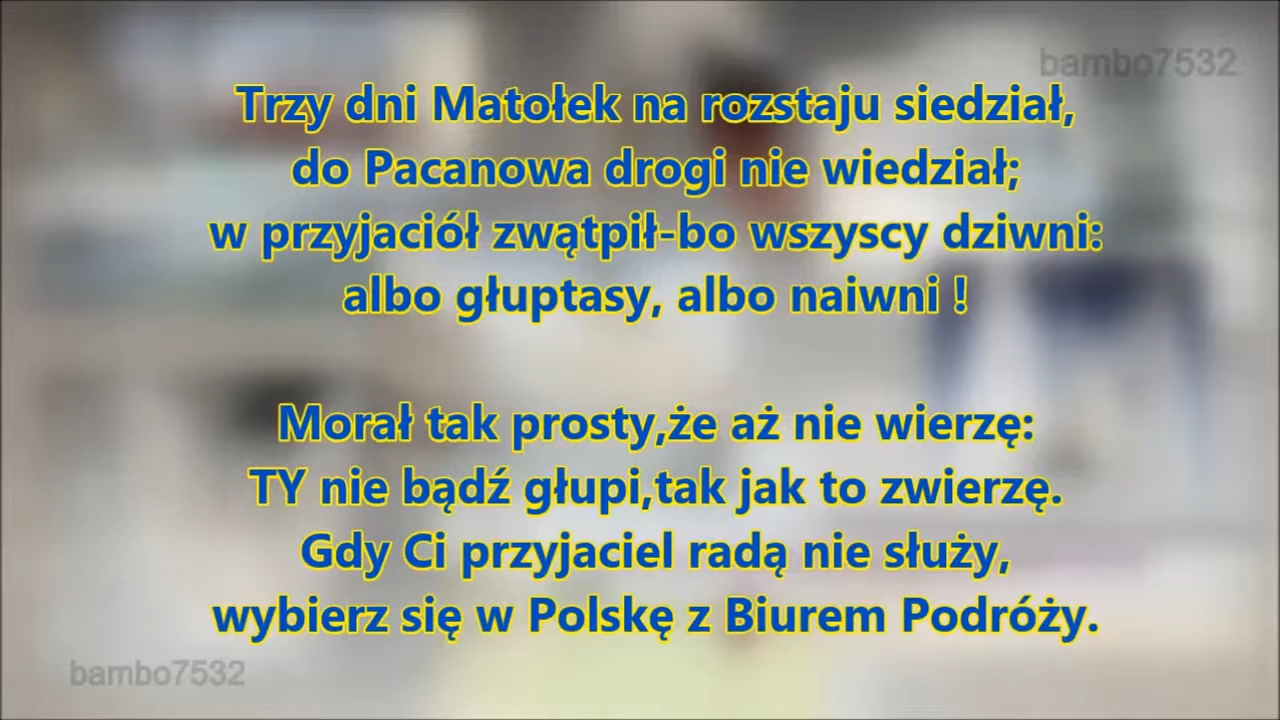 bambo7532
Trzy dni Matołek na rozstaju siedział,
do Pacanowa drogi nie wiedział;
w przyjaciół zwątpił-bo wszyscy dziwni:
albo głuptasy, albo naiwni !
Morał tak prosty,że aż nie wierzę:
TY nie bądź głupi,tak jak to zwierzę.
Gdy Ci przyjaciel radą nie służy,
wybierz się w Polskę z Biurem Podróży.
bambo7532